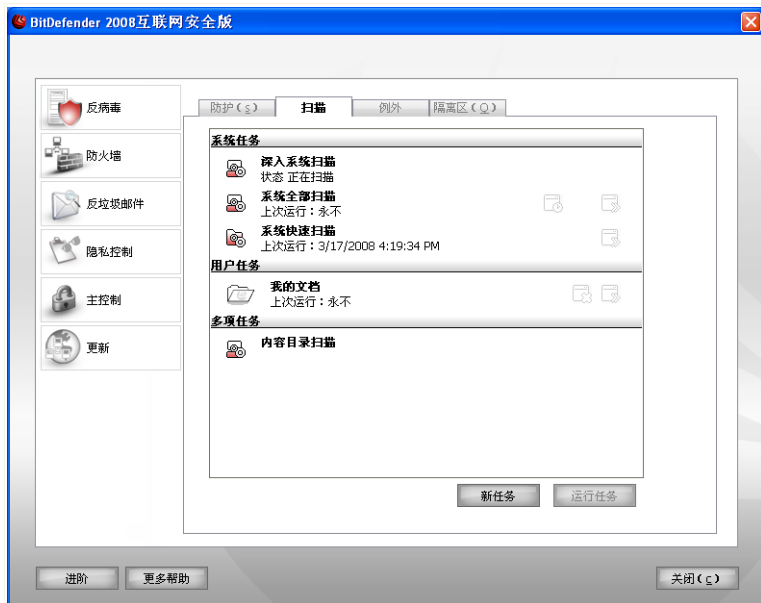 BitDefender 2008互联网安全版
反病毒
防火墙
反垃圾邮件
隐私控制
主控制
更新
防护(s) 扫描 例外 隔离区(Q)
系统任务
深入系统扫描
状态 正在扫描
系统全部扫描
上次运行：永不
系统快速扫描
上次运行：3/17/2008 4:19:34 PM
用户任务
我的文档
上次运行：永不
多项任务
内容目录扫描
新任务 运行任务
进阶 更多帮助 关闭(c)